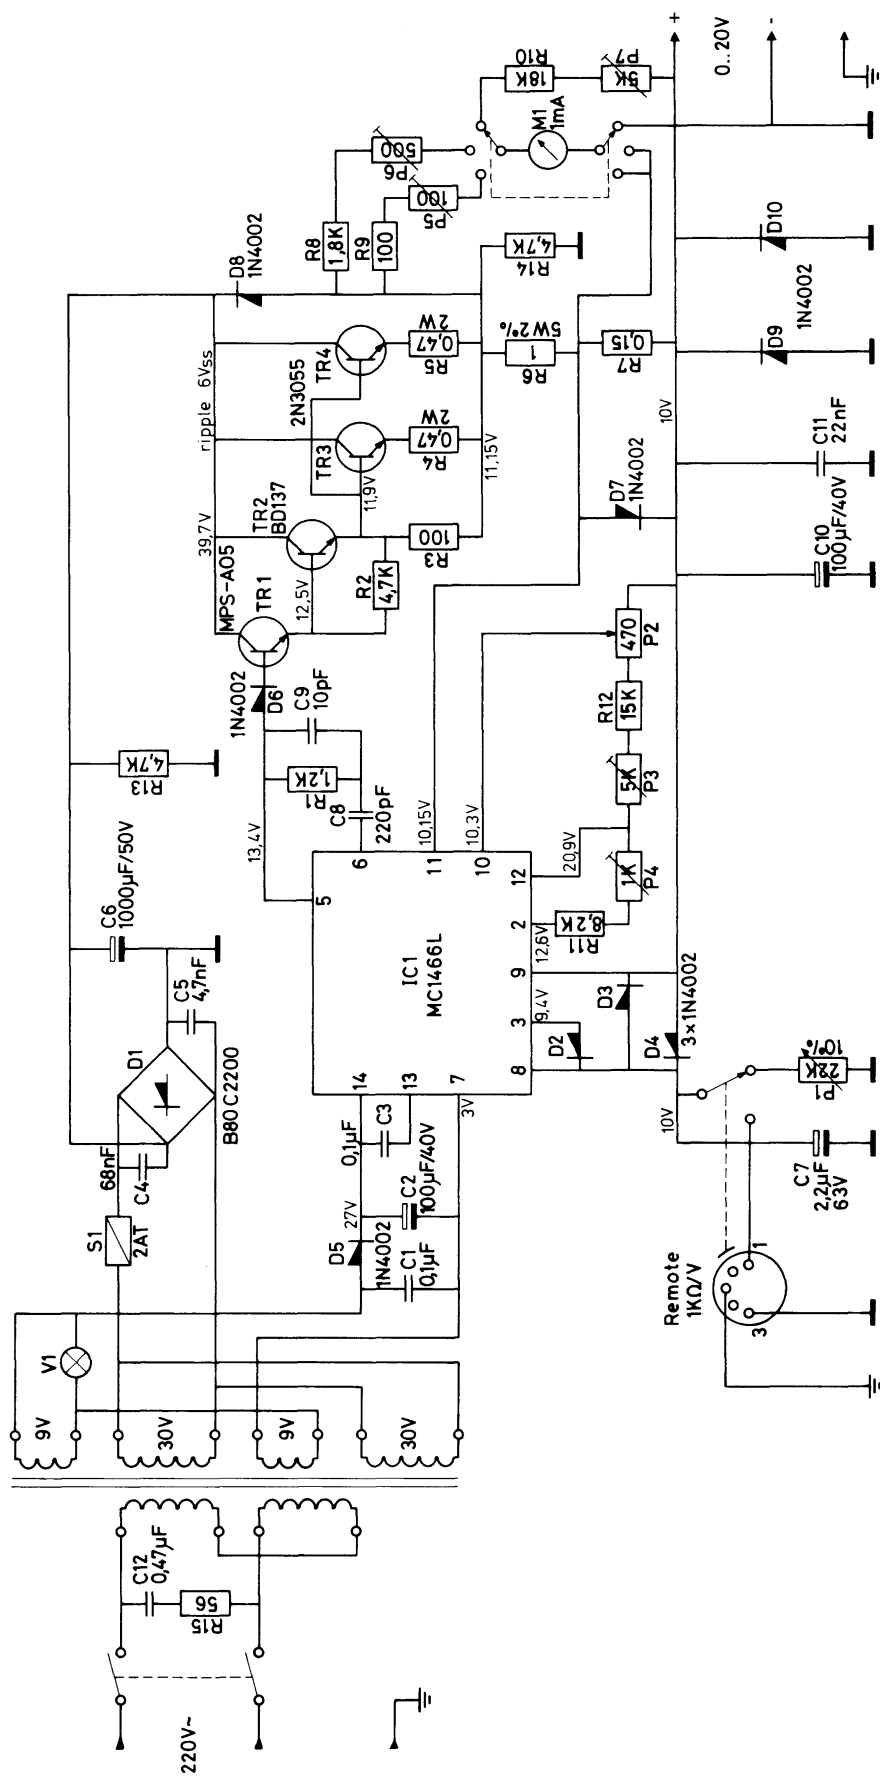 220V~
C12
0,47µF
56
R15
9V
30V
9V
30V
V1
S1
2AT
68nF
C4
D1
B80 C2200
C5
4,7nF
C6
1000µF/50V
4,7K
R13
D5
1N4002
27V
C1
0,1µF
C2
100µF/40V
0,1µF
C3
3V
14
13
7
IC1
MC1466L
5
6
11
10
12
2
9
3
8
13,4V
R1
1,2K
C8
220pF
C9
10pF
1N4002
D6
MPS-A05
TR1
12,5V
39,7V
ripple 6Vss
TR2
BD137
R2
4,7K
100
R3
11,9V
2N3055
TR3
TR4
0,47
2W
R4
0,47
2W
R5
11,15V
D8
1N4002
R8
1,8K
R9
100
500
P6
100
P5
4,7K
R14
1
5W2%
R6
0,15
R7
M1
1mA
R10
18K
P7
5K
10,15V
10,3V
20,9V
12,6V
9,4V
8,2K
R11
1K
P4
5K
P3
R12
15K
470
P2
D7
1N4002
D2
D3
D4
3×1N4002
10V
10V
Remote
1KΩ/V
1
3
C7
2,2µF
63V
22K
10%
P1
C10
100µF/40V
C11
22nF
D9
1N4002
D10
+
0..20V
-